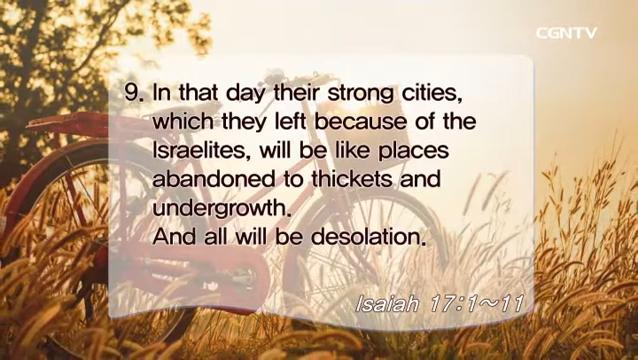 CGNTV
9. In that day their strong cities,
which they left because of the
Israelites, will be like places
abandoned to thickets and
undergrowth.
And all will be desolation.
Isaiah 17:1~11